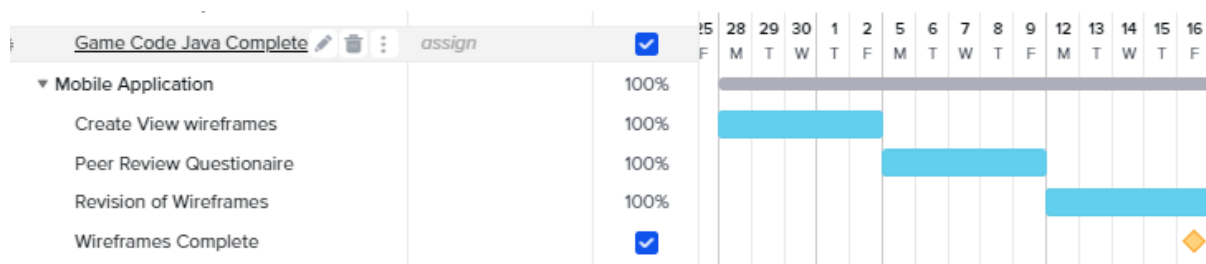 25 28 29 30 1 2 5 6 7 8 9 12 13 14 15 16
Game Code Java Complete assign F M T W T F M T W T F M T W T F
Mobile Application 100%
Create View wireframes 100%
Peer Review Questionaire 100%
Revision of Wireframes 100%
Wireframes Complete